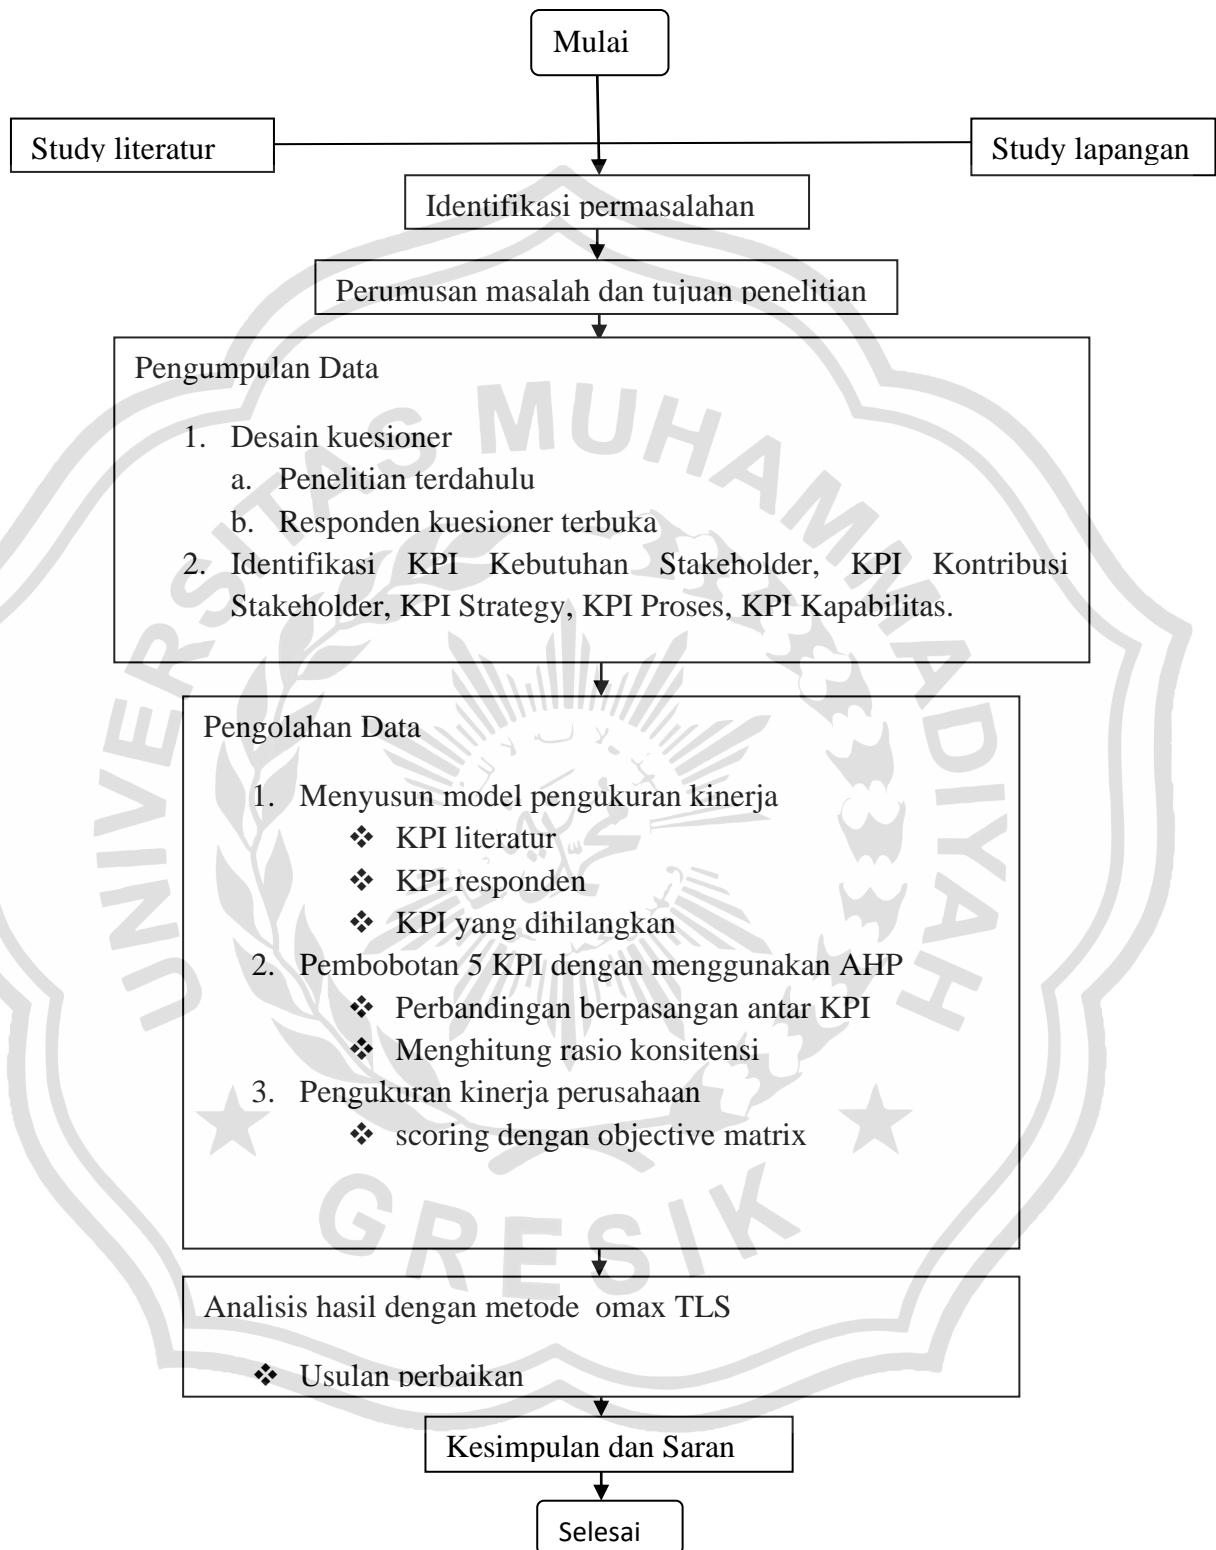 Mulai
Study literatur
Study lapangan
Identifikasi permasalahan
Perumusan masalah dan tujuan penelitian
Pengumpulan Data
1. Desain kuesioner
a. Penelitian terdahulu
b. Responden kuesioner terbuka
2. Identifikasi KPI Kebutuhan Stakeholder, KPI Kontribusi
Stakeholder, KPI Strategy, KPI Proses, KPI Kapabilitas.
Pengolahan Data
1. Menyusun model pengukuran kinerja
❖ KPI literatur
❖ KPI responden
❖ KPI yang dihilangkan
2. Pembobotan 5 KPI dengan menggunakan AHP
❖ Perbandingan berpasangan antar KPI
❖ Menghitung rasio konsitensi
3. Pengukuran kinerja perusahaan
❖ scoring dengan objective matrix
Analisis hasil dengan metode omax TLS
❖ Usulan perbaikan
Kesimpulan dan Saran
Selesai
UNIVERSITAS MUHAMMADIYAH
GRESIK